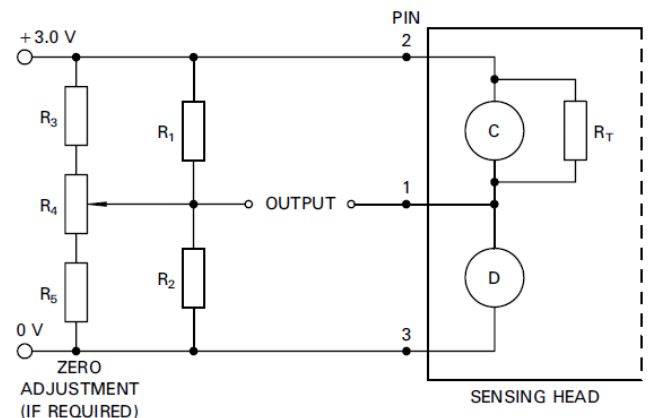 PIN
+3.0 V
2
R3
R1
C
RT
R4
1
OUTPUT
R5
R2
D
0 V
3
ZERO
ADJUSTMENT
(IF REQUIRED)
SENSING HEAD